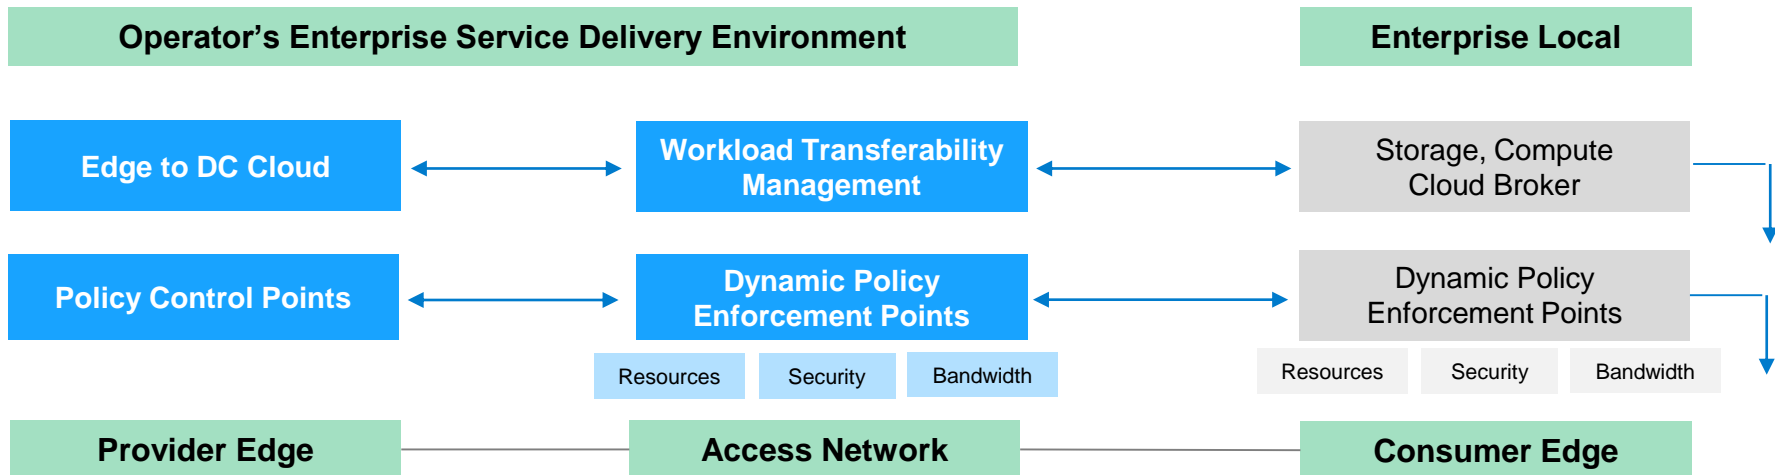 Operator’s Enterprise Service Delivery Environment
Enterprise Local
Edge to DC Cloud
Workload Transferability
Management
Storage, Compute
Cloud Broker
Policy Control Points
Dynamic Policy
Enforcement Points
Dynamic Policy
Enforcement Points
Resources
Security
Bandwidth
Resources
Security
Bandwidth
Provider Edge
Access Network
Consumer Edge